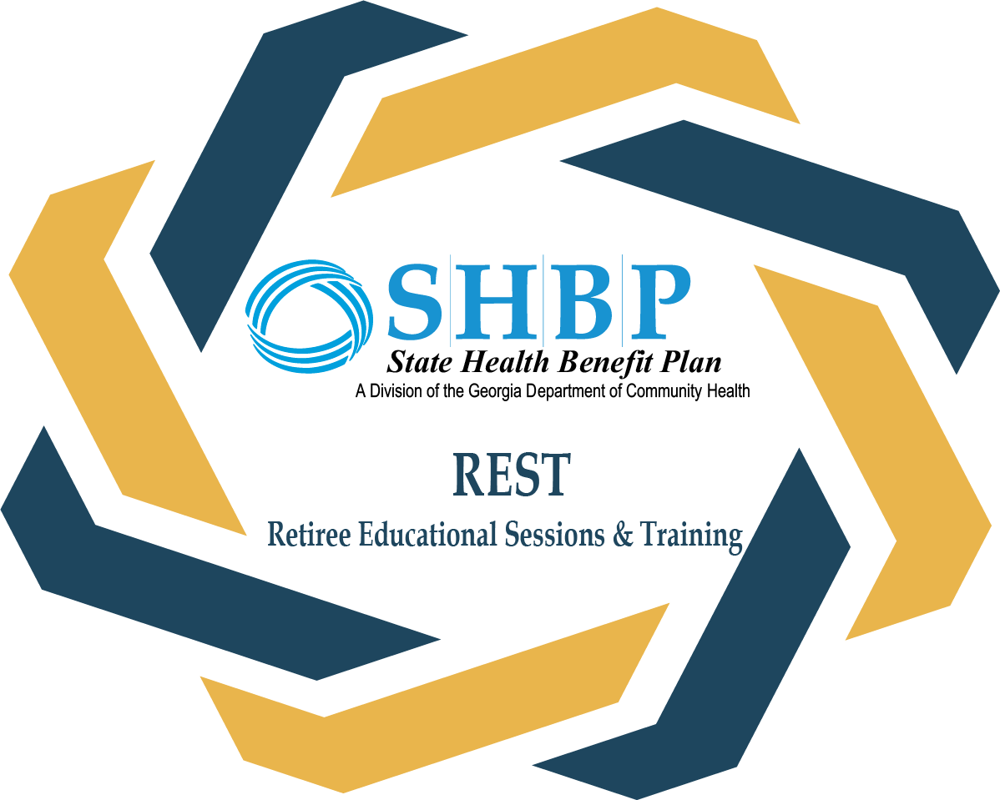 SHBP
State Health Benefit Plan
A Division of the Georgia Department of Community Health
REST
Retiree Educational Sessions & Training